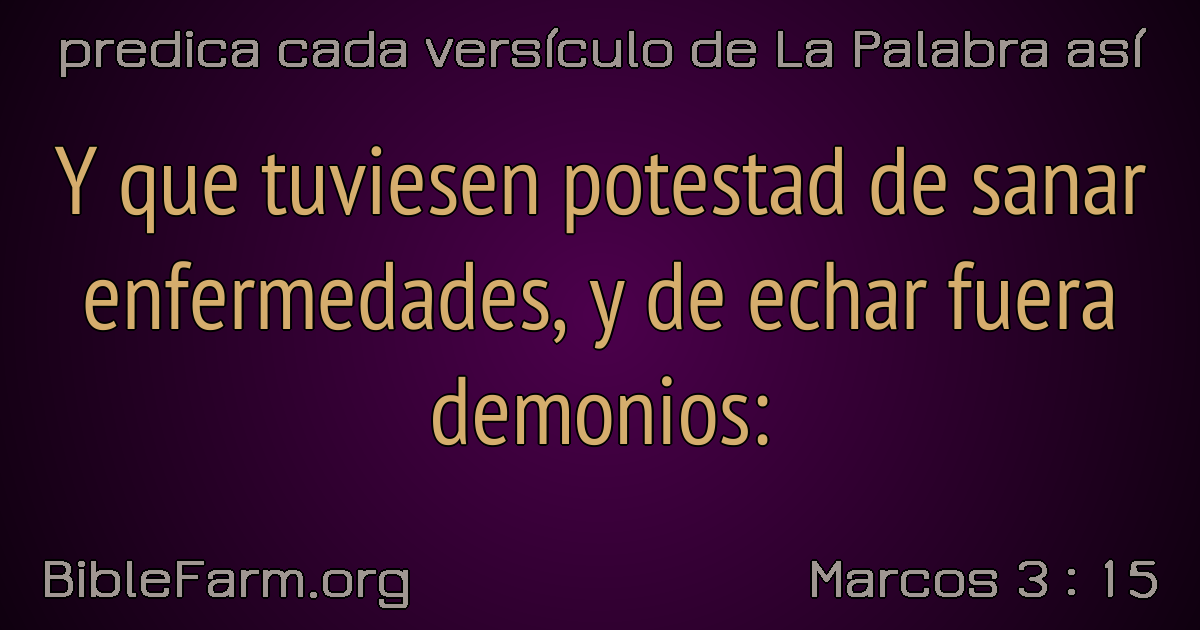 predica cada versículo de La Palabra así
Y que tuviesen potestad de sanar
enfermedades, y de echar fuera
demonios:
BibleFarm.org
Marcos 3 : 15